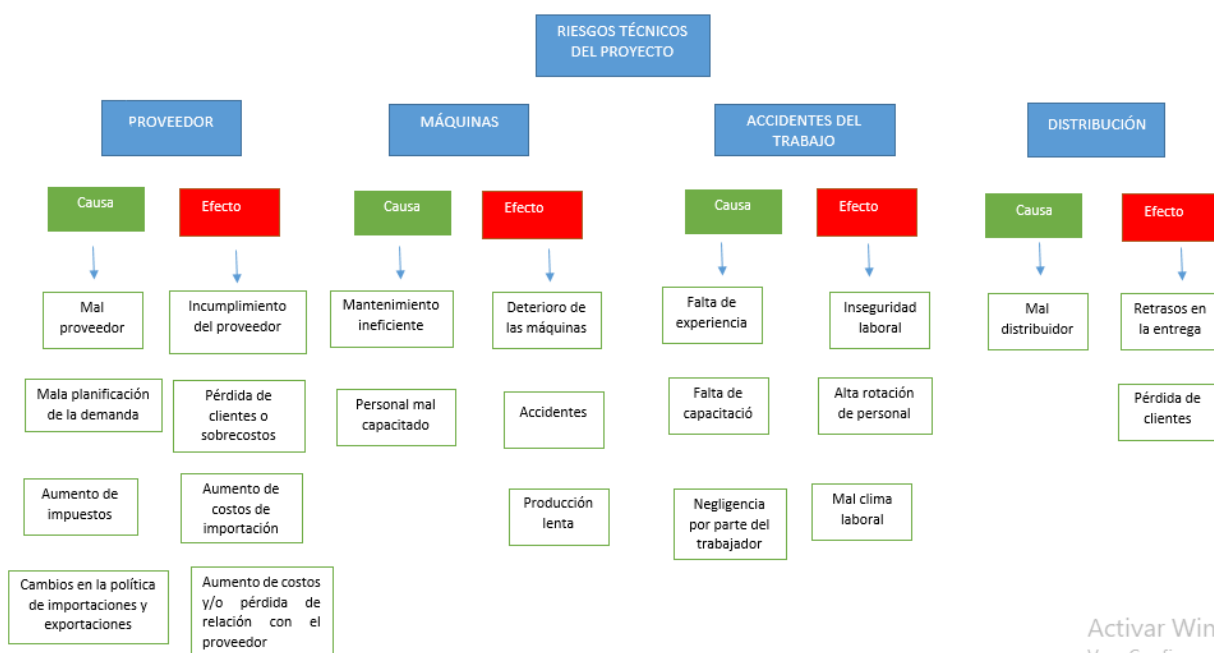 RIESGOS TÉCNICOS
DEL PROYECTO
PROVEEDOR
MÁQUINAS
ACCIDENTES DEL
TRABAJO
DISTRIBUCIÓN
Causa
Efecto
Causa
Efecto
Causa
Efecto
Causa
Efecto
Mal
proveedor
Incumplimiento
del proveedor
Mantenimiento
ineficiente
Deterioro de
las máquinas
Falta de
experiencia
Inseguridad
laboral
Mal
distribuidor
Retrasos en
la entrega
Mala planificación
de la demanda
Pérdida de
clientes o
sobrecostos
Personal mal
capacitado
Accidentes
Falta de
capacitació
Alta rotación
de personal
Pérdida de
clientes
Aumento de
impuestos
Aumento de
costos de
importación
Producción
lenta
Negligencia
por parte del
trabajador
Mal clima
laboral
Cambios en la política
de importaciones y
exportaciones
Aumento de costos
y/o pérdida de
relación con el
proveedor
Activar Win